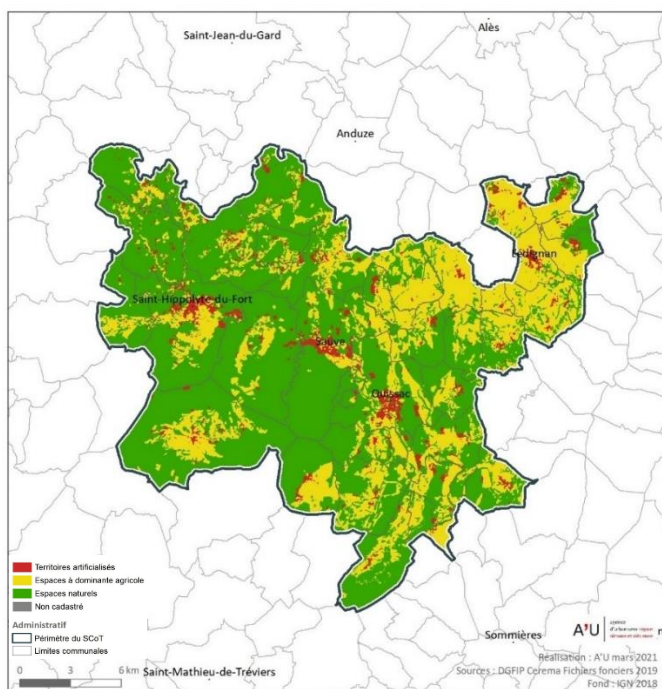 Alès
Saint-Jean-du-Gard
Anduze
Lédignan
Saint-Hippolyte-du-Fort
Sauve
Quissac
Territoires artificialisés
Espaces à dominante agricole
Espaces naturels
Non cadastré
Administratif
Périmètre du SCoT
Limites communales
0 3 6 km
Saint-Mathieu-de-Tréviers
Sommières
A'U
Réalisation : A'U mars 2021
Sources : DGFIP Cerema Fichiers fonciers 2019
Fond : IGN 2018